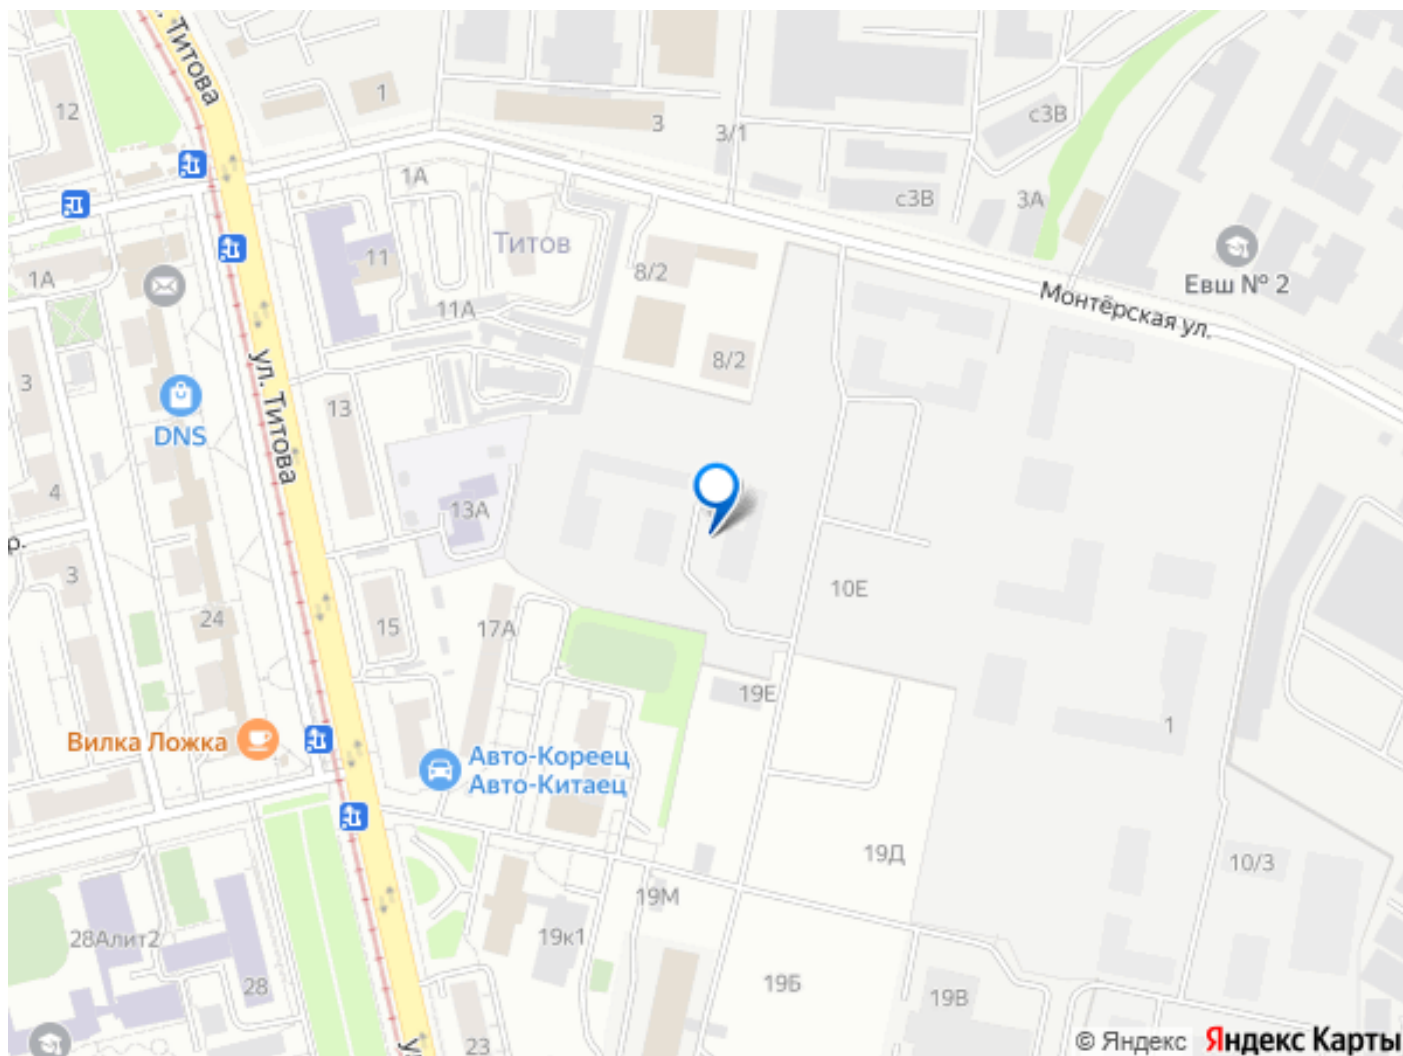 ул. Титова
12
1
3
3/1
с3В
1А
с3В
3А
Титов
11
8/2
Евш № 2
1А
11А
Монтёрская ул.
8/2
3
13
ул. Титова
DNS
4
13А
р.
3
10Е
24
15
17А
19Е
1
Вилка Ложка
Авто-Кореец
Авто-Китаец
19Д
10/3
19М
28Алит2
19к1
19Б
28
19В
23
© Яндекс Яндекс Карты